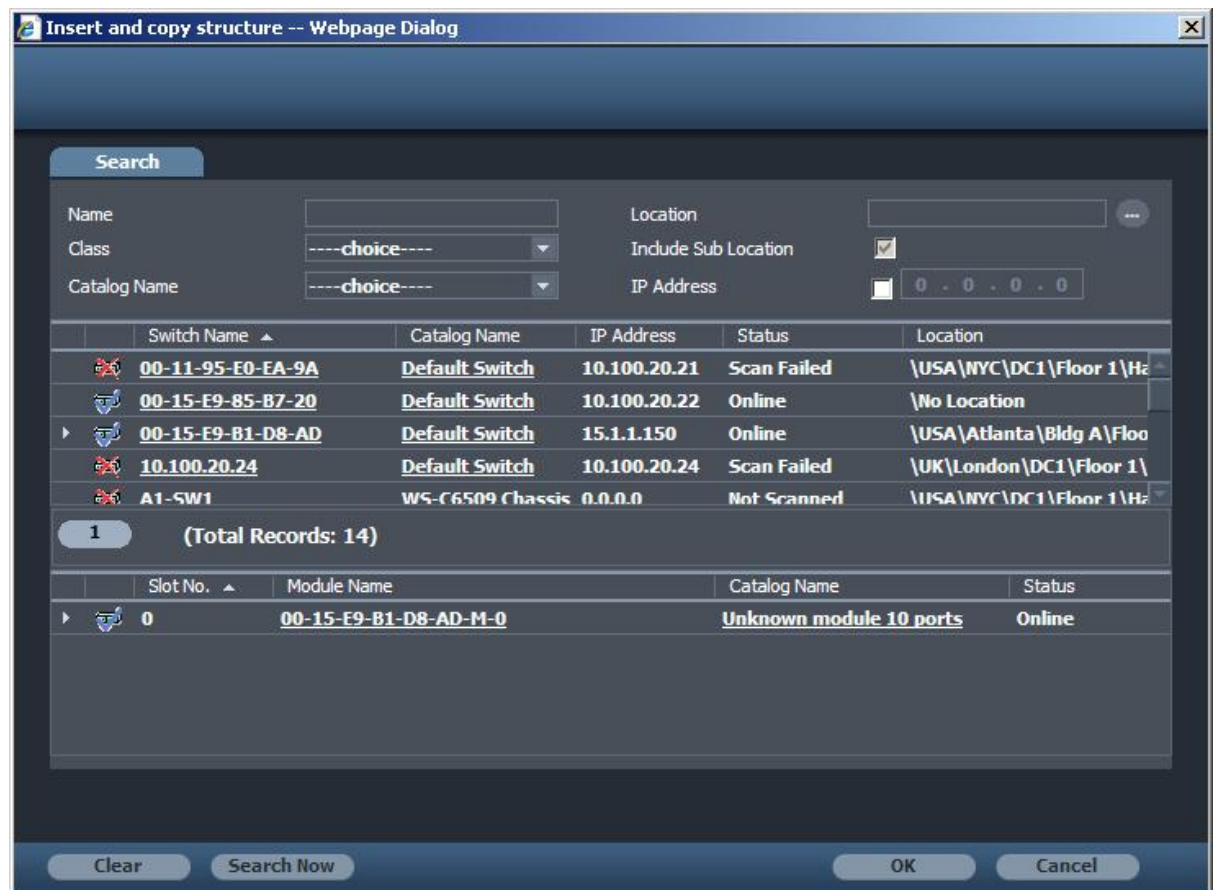 Insert and copy structure -- Webpage Dialog
Search
Name Location ...
Class ----choice---- Include Sub Location
Catalog Name ----choice---- IP Address 0 . 0 . 0 . 0
Switch Name Catalog Name IP Address Status Location
00-11-95-E0-EA-9A Default Switch 10.100.20.21 Scan Failed \USA\NYC\DC1\Floor 1\Ha
00-15-E9-85-B7-20 Default Switch 10.100.20.22 Online \No Location
00-15-E9-B1-D8-AD Default Switch 15.1.1.150 Online \USA\Atlanta\Bldg A\Floo
10.100.20.24 Default Switch 10.100.20.24 Scan Failed \UK\London\DC1\Floor 1\
A1-SW1 WS-C6509 Chassis 0.0.0.0 Not Scanned \USA\NYC\DC1\Floor 1\Ha
1 (Total Records: 14)
Slot No. Module Name Catalog Name Status
0 00-15-E9-B1-D8-AD-M-0 Unknown module 10 ports Online
Clear Search Now OK Cancel